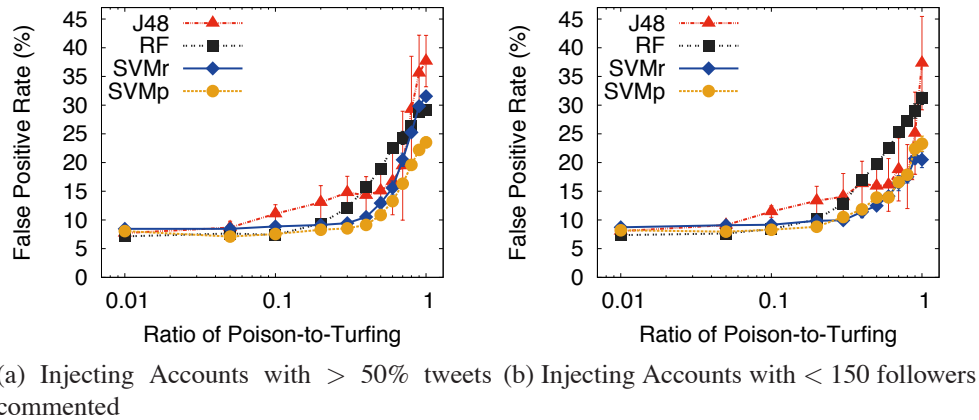 J48
RF
SVMr
SVMp
False Positive Rate (%)
45
40
35
30
25
20
15
10
5
0
0.01 0.1 1
Ratio of Poison-to-Turfing
J48
RF
SVMr
SVMp
False Positive Rate (%)
45
40
35
30
25
20
15
10
5
0
0.01 0.1 1
Ratio of Poison-to-Turfing
(a) Injecting Accounts with > 50% tweets
commented
(b) Injecting Accounts with < 150 followers